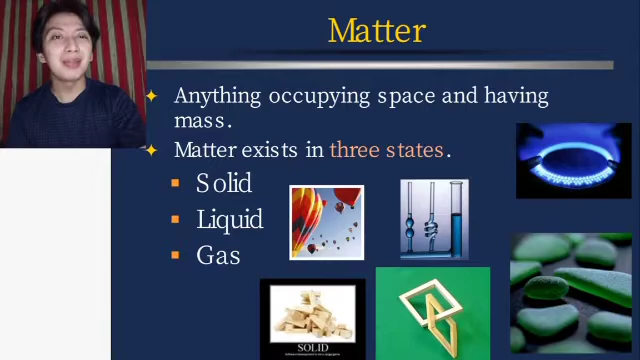 Matter
Anything occupying space and having
mass.
Matter exists in three states.
Solid
Liquid
Gas
SOLID